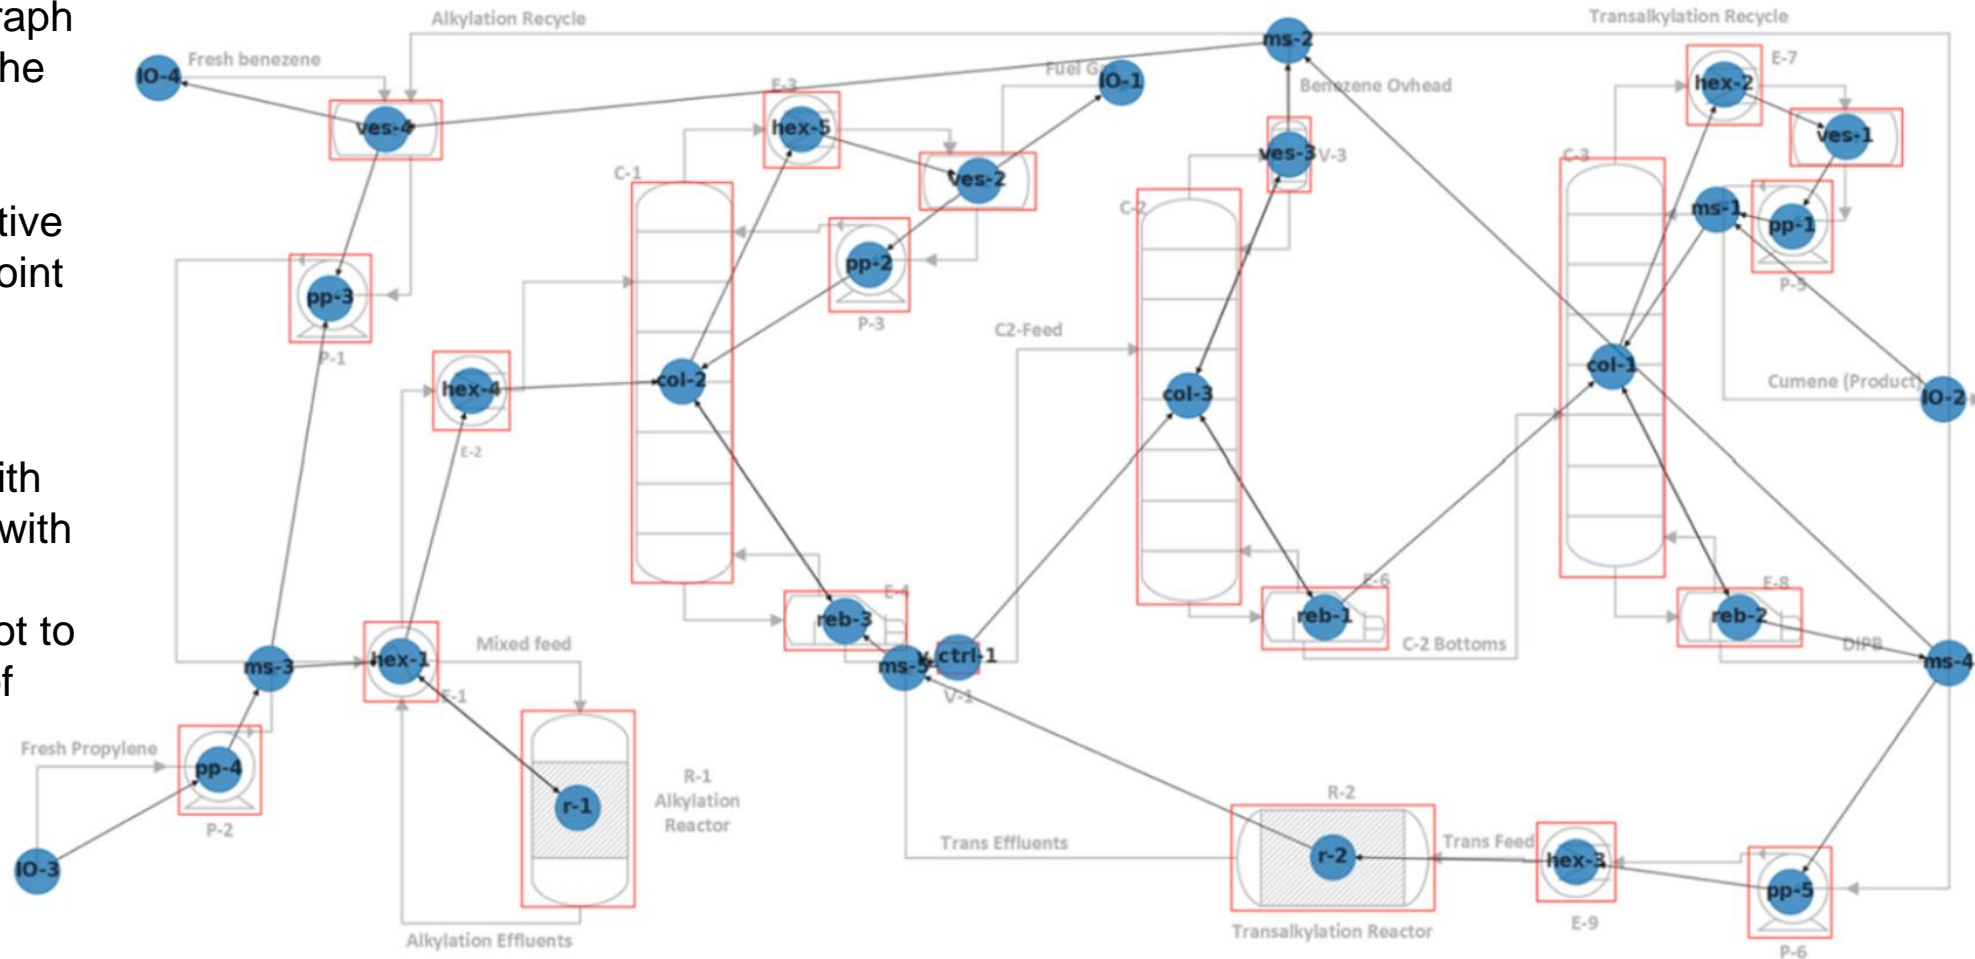 raph
he
tive
oint
ith
with
ot to
of
Alkylation Recycle
Transalkylation Recycle
ms-2
IO-4
Fresh benezene
Fuel Ga
IO-1
Benezene Ovhead
hex-2
E-7
E-3
ves-4
hex-5
ves-1
C-1
ves-2
ves-3
V-3
C-3
C-2
ms-1
pp-1
pp-2
pp-3
P-5
P-3
C2-Feed
P-1
hex-4
col-2
col-3
col-1
Cumene (Product)
IO-2
E-2
E-4
E-6
E-8
reb-3
reb-1
reb-2
Mixed feed
C-2 Bottoms
DIPB
ms-3
hex-1
ms-5
v_ctrl-1
ms-4
E-1
V-1
Fresh Propylene
pp-4
R-1
Alkylation
Reactor
r-1
R-2
P-2
Trans Effluents
r-2
Trans Feed
hex-3
IO-3
pp-5
Alkylation Effluents
Transalkylation Reactor
E-9
P-6